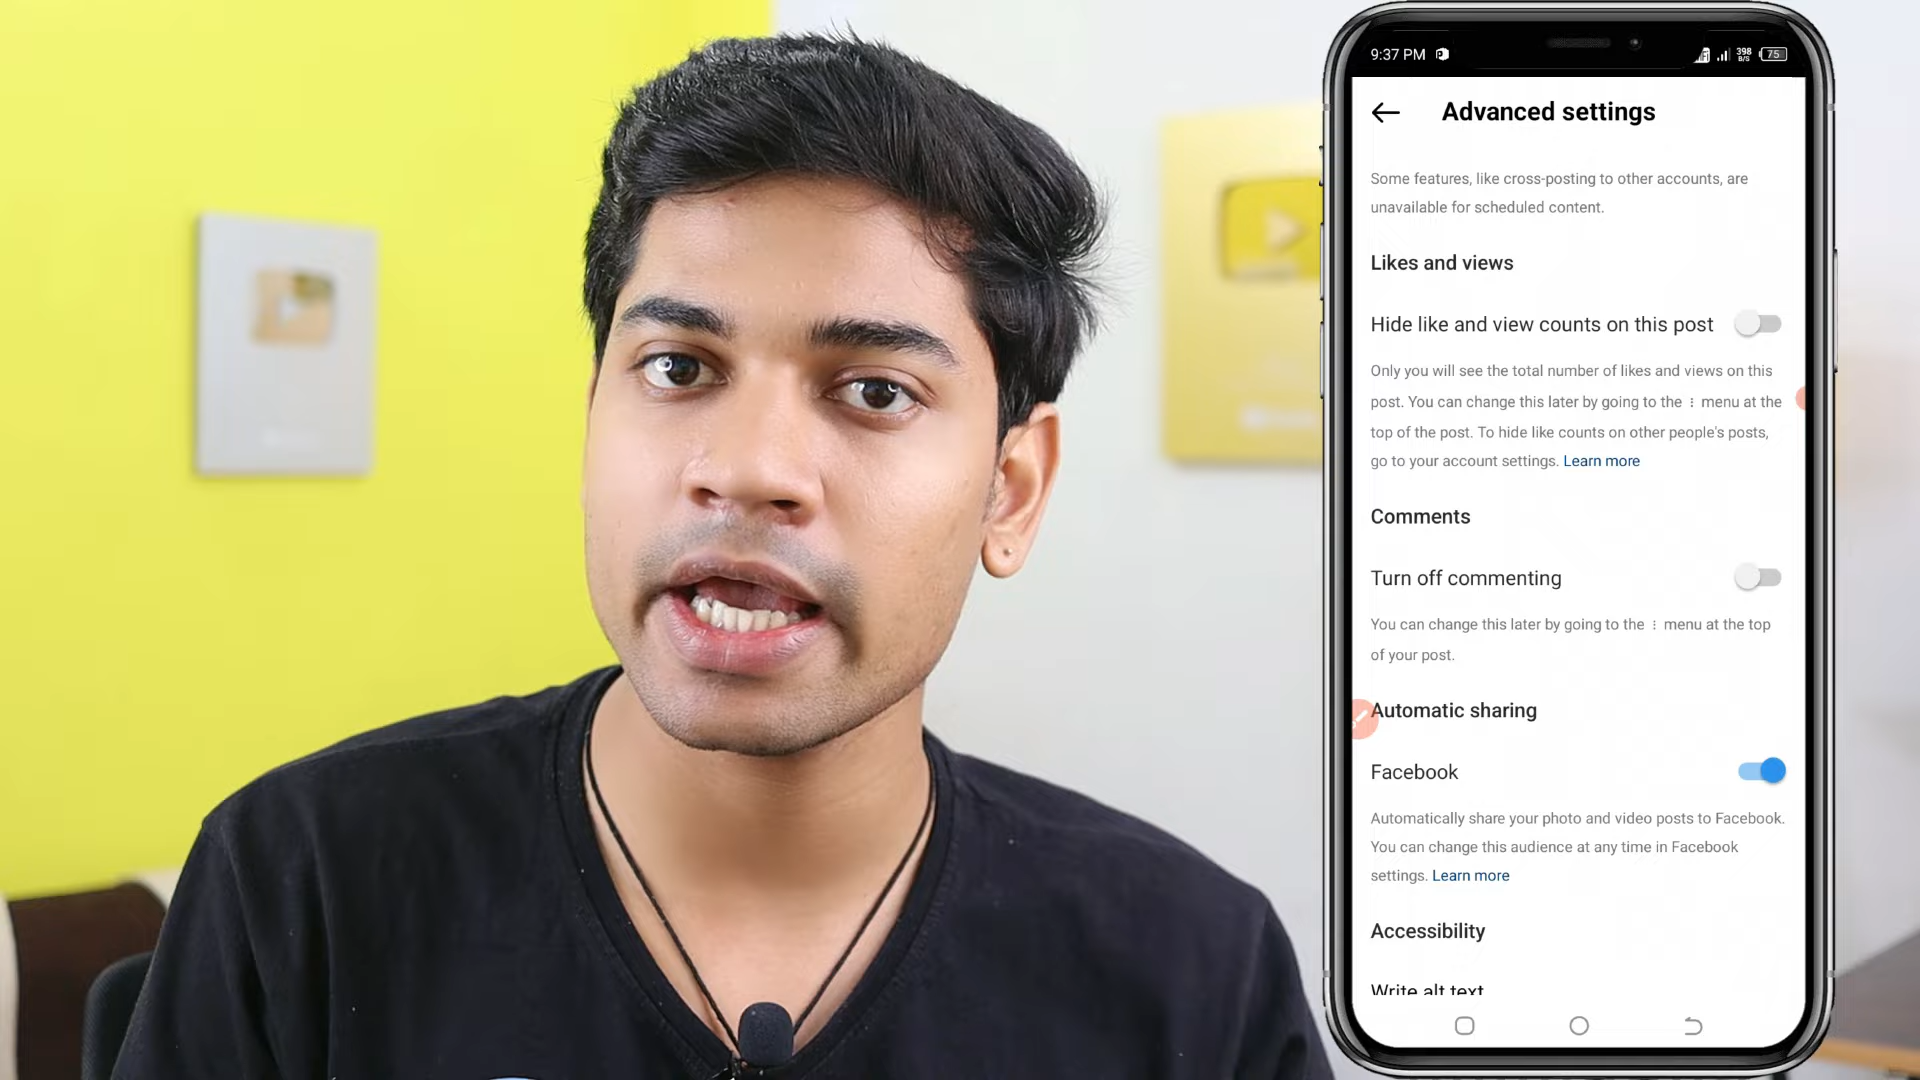 9:37 PM
398
B/S
75
Advanced settings
Some features, like cross-posting to other accounts, are
unavailable for scheduled content.
Likes and views
Hide like and view counts on this post
Only you will see the total number of likes and views on this
post. You can change this later by going to the ⋮ menu at the
top of the post. To hide like counts on other people's posts,
go to your account settings. Learn more
Comments
Turn off commenting
You can change this later by going to the ⋮ menu at the top
of your post.
Automatic sharing
Facebook
Automatically share your photo and video posts to Facebook.
You can change this audience at any time in Facebook
settings. Learn more
Accessibility
Write alt text